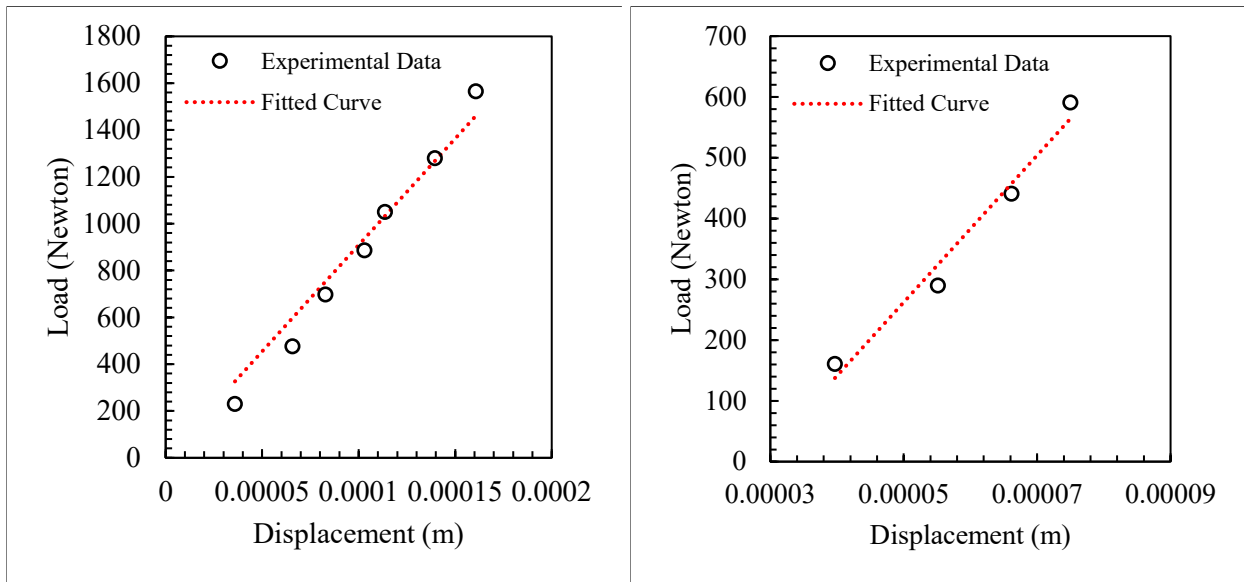 1800
1600
1400
1200
1000
800
600
400
200
0
Load (Newton)
Experimental Data
Fitted Curve
0 0.00005 0.0001 0.00015 0.0002
Displacement (m)
700
600
500
400
300
200
100
0
Load (Newton)
Experimental Data
Fitted Curve
0.00003 0.00005 0.00007 0.00009
Displacement (m)